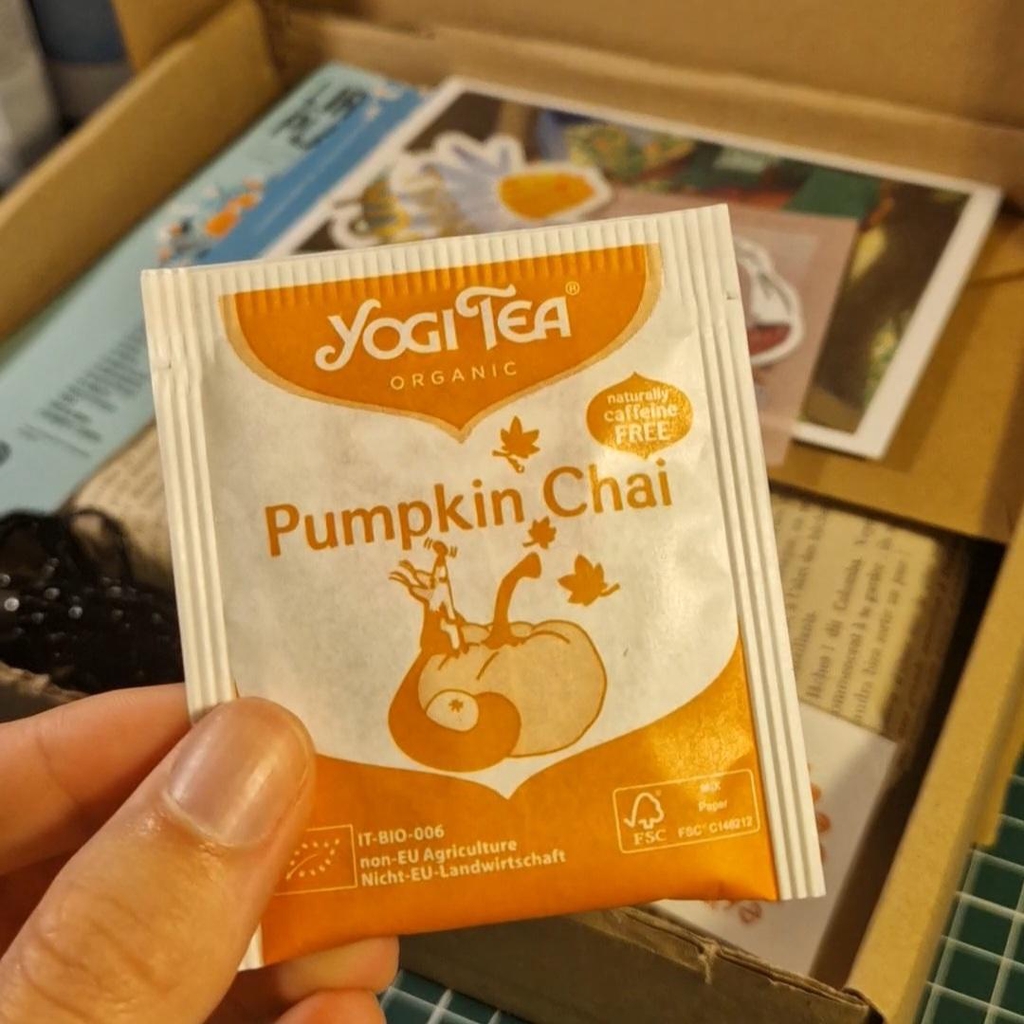 YOGI TEA®
ORGANIC
naturally
caffeine
FREE
Pumpkin Chai
IT-BIO-006
non-EU Agriculture
Nicht-EU-Landwirtschaft
FSC
MIX
Paper
FSC® C148212